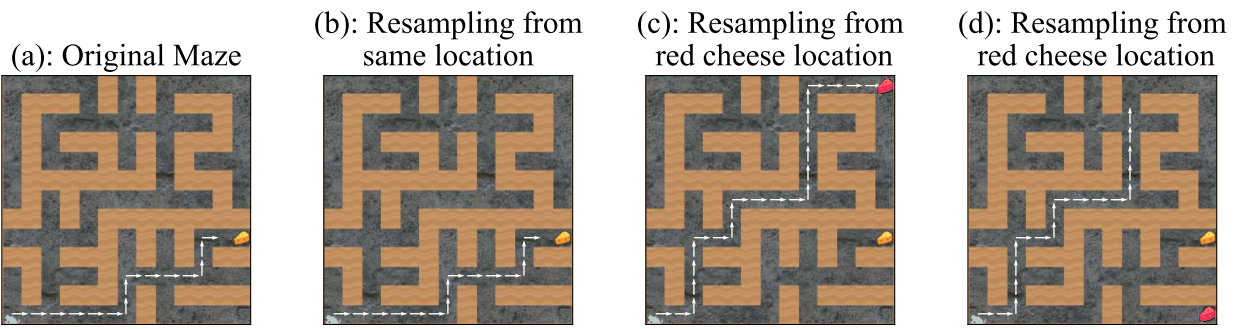 (a): Original Maze
(b): Resampling from
same location
(c): Resampling from
red cheese location
(d): Resampling from
red cheese location